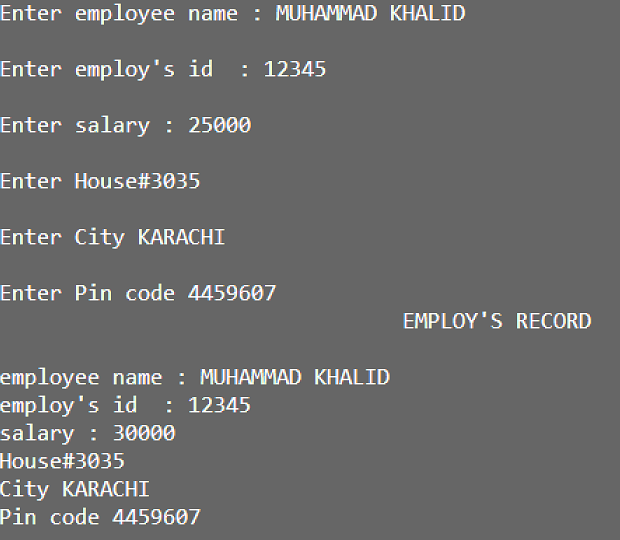 Enter employee name : MUHAMMAD KHALID
Enter employ's id  : 12345
Enter salary : 25000
Enter House#3035
Enter City KARACHI
Enter Pin code 4459607
EMPLOY'S RECORD
employee name : MUHAMMAD KHALID
employ's id  : 12345
salary : 30000
House#3035
City KARACHI
Pin code 4459607